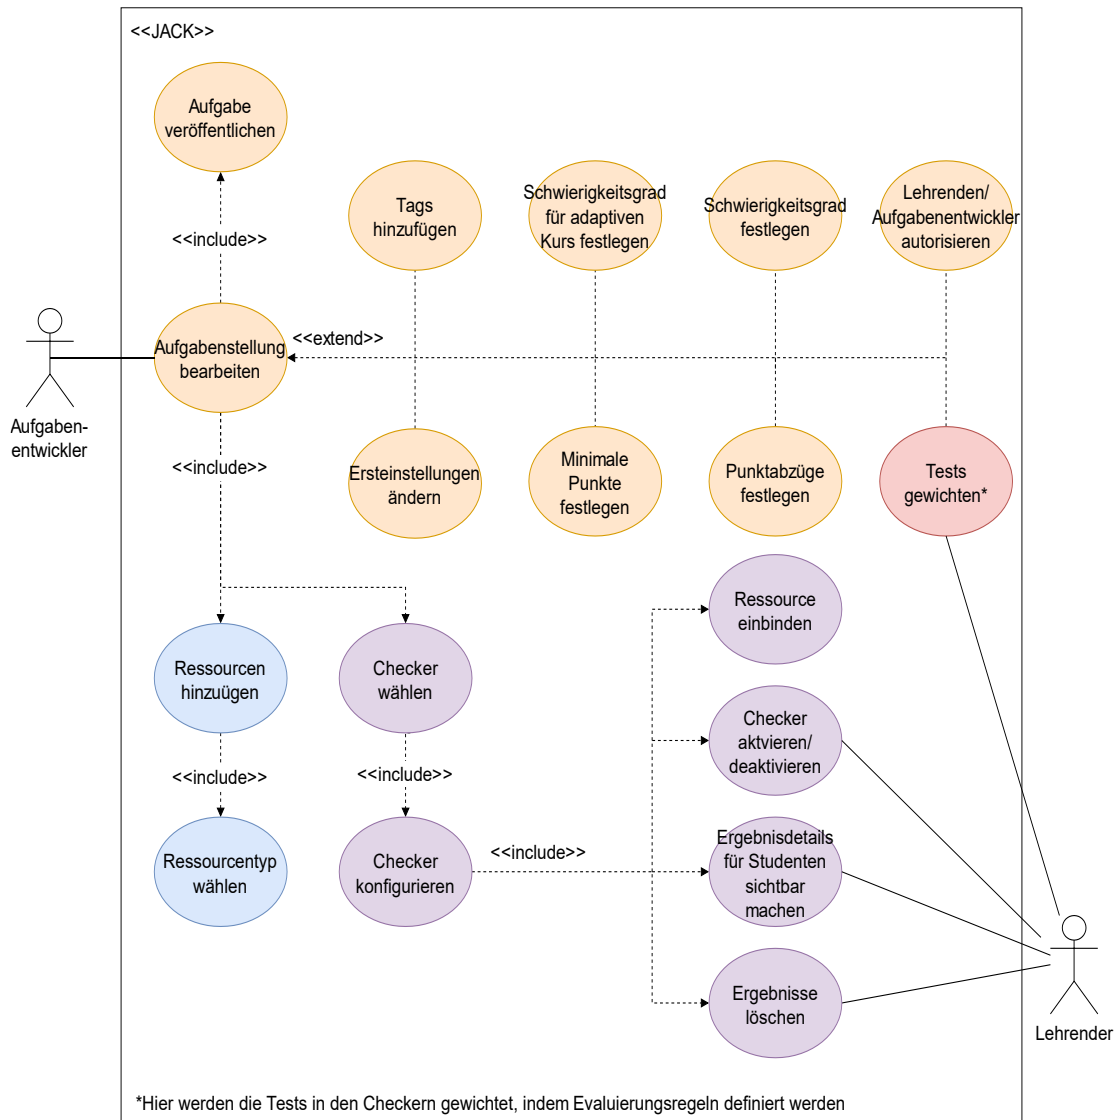 <<JACK>>
Aufgabe
veröffentlichen
<<include>>
Tags
hinzufügen
Schwierigkeitsgrad
für adaptiven
Kurs festlegen
Schwierigkeitsgrad
festlegen
Lehrenden/
Aufgabenentwickler
autorisieren
Aufgaben-
entwickler
Aufgabenstellung
bearbeiten
<<extend>>
<<include>>
Ersteinstellungen
ändern
Minimale
Punkte
festlegen
Punktabzüge
festlegen
Tests
gewichten*
Ressource
einbinden
Ressourcen
hinzuügen
Checker
wählen
Checker
aktvieren/
deaktivieren
<<include>>
<<include>>
Ressourcentyp
wählen
Checker
konfigurieren
<<include>>
Ergebnisdetails
für Studenten
sichtbar
machen
Ergebnisse
löschen
Lehrender
*Hier werden die Tests in den Checkern gewichtet, indem Evaluierungsregeln definiert werden